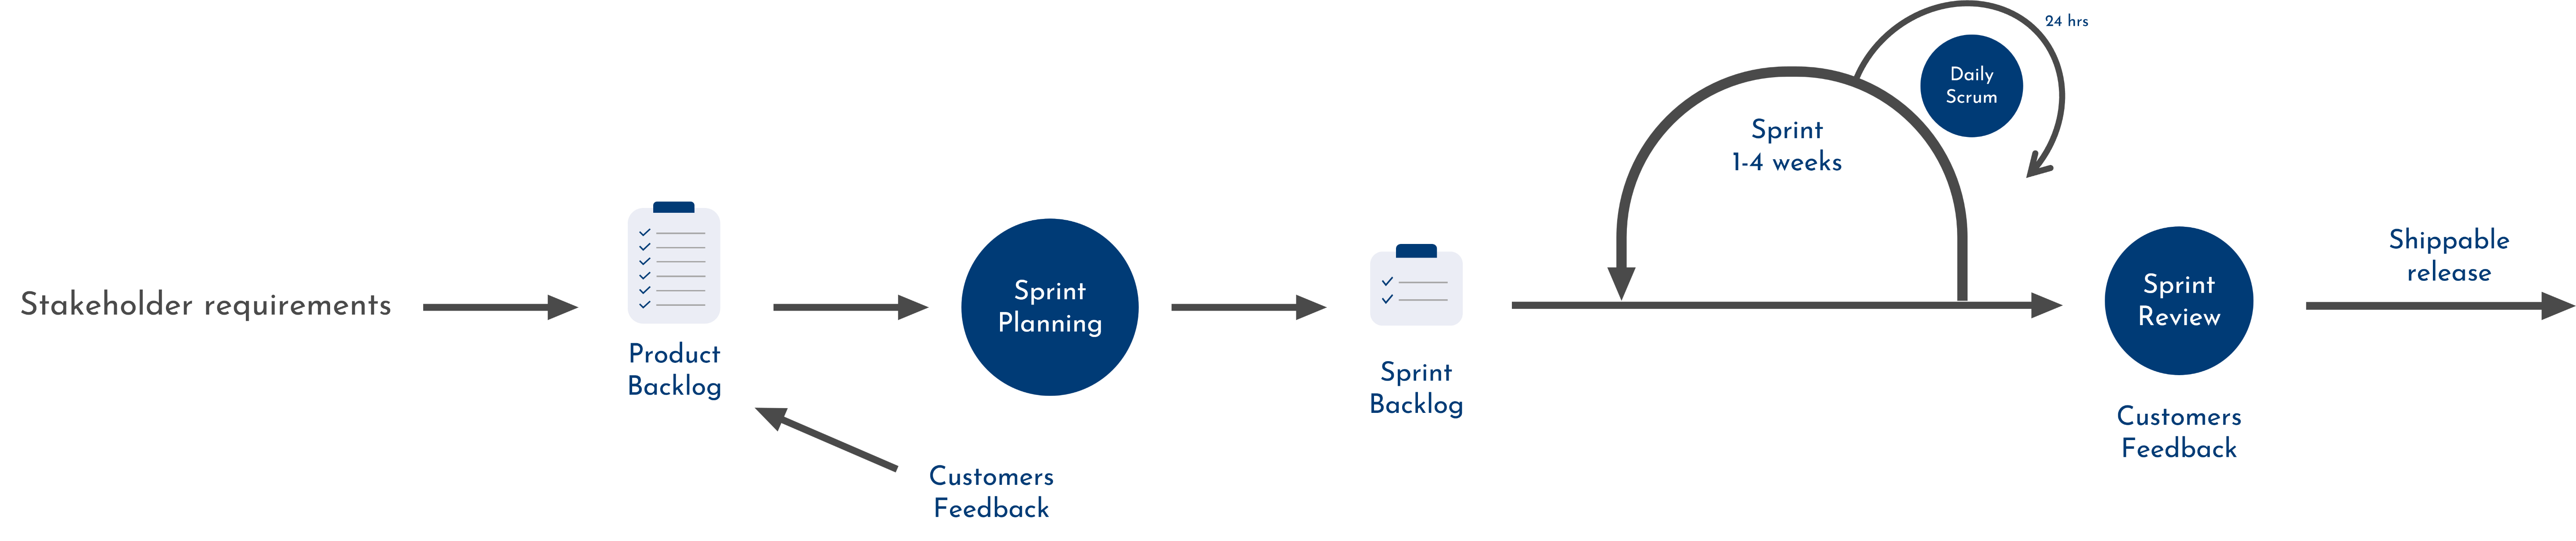 Stakeholder requirements
Product
Backlog
Customers
Feedback
Sprint
Planning
Sprint
Backlog
Sprint
1-4 weeks
Daily
Scrum
24 hrs
Sprint
Review
Customers
Feedback
Shippable
release